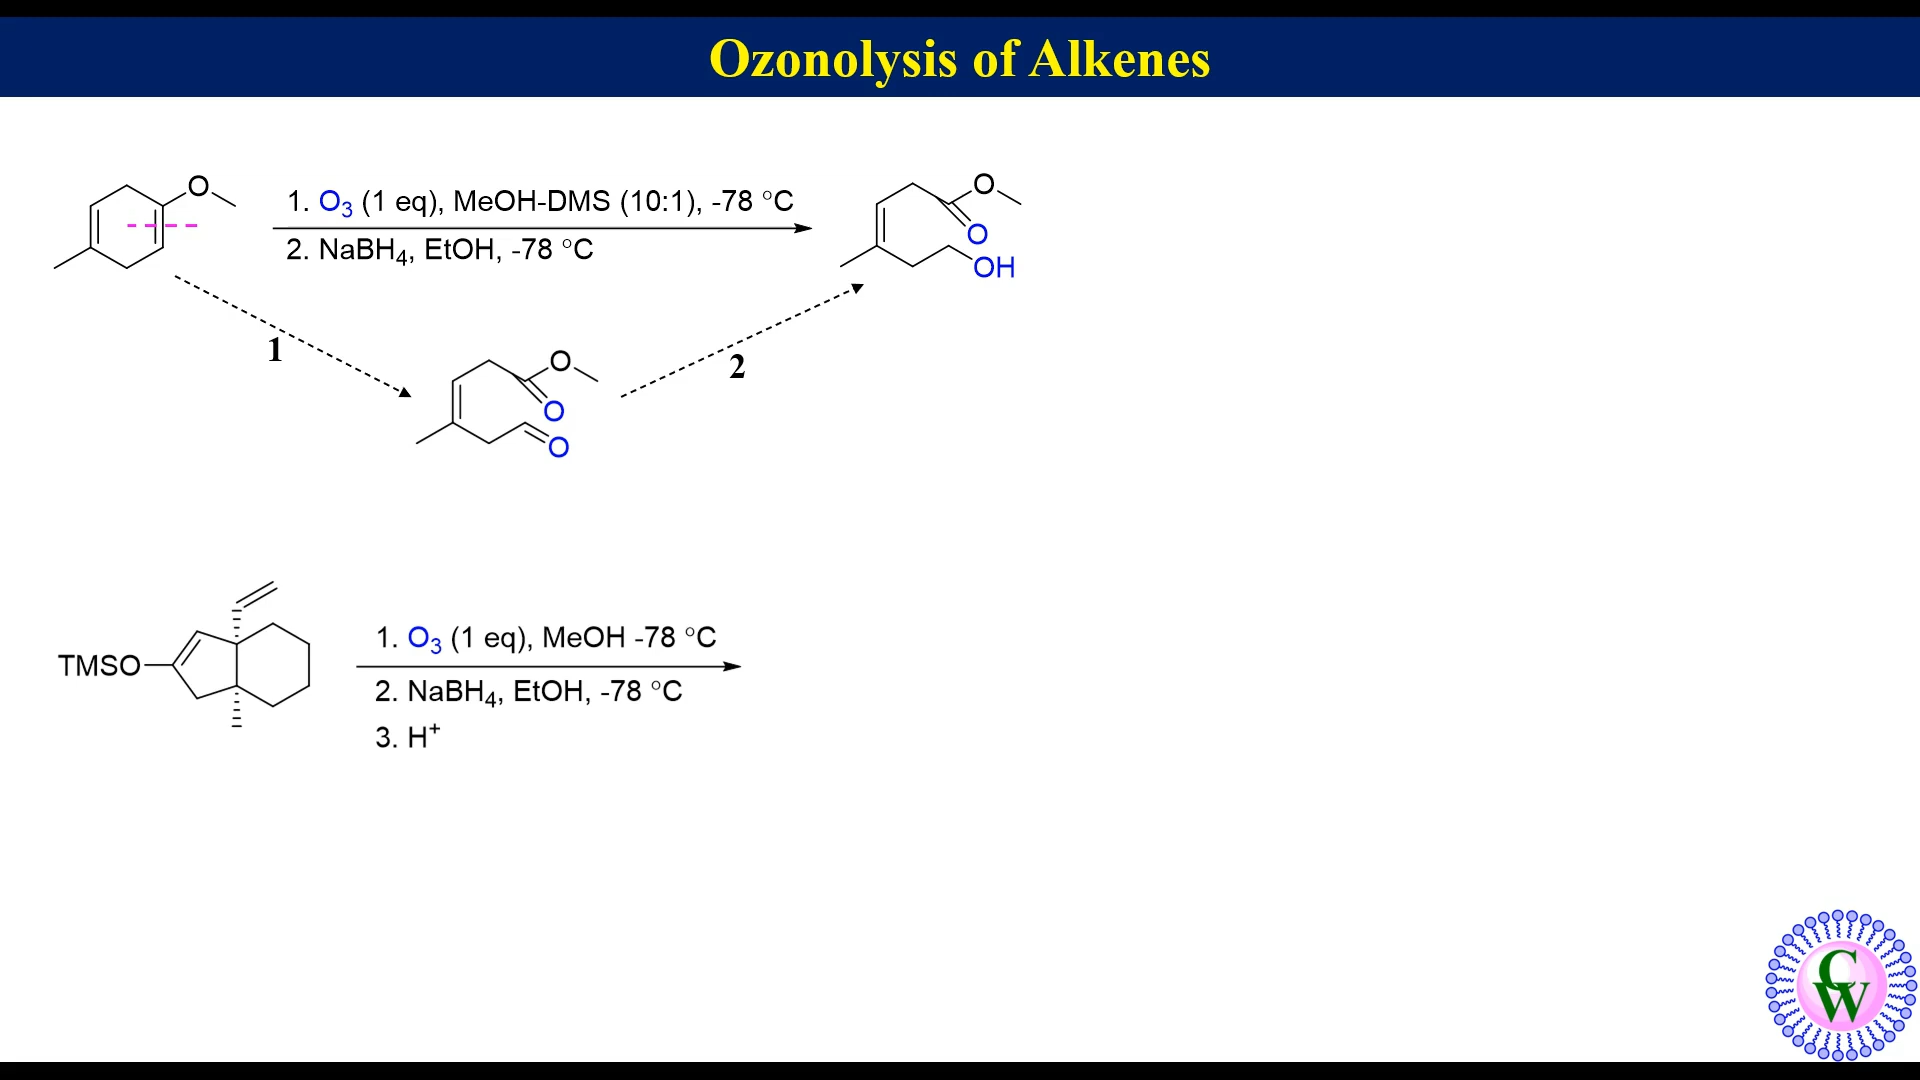 Ozonolysis of Alkenes
O
1. O3 (1 eq), MeOH-DMS (10:1), -78 °C
2. NaBH4, EtOH, -78 °C
O
O
OH
1
2
O
O
O
TMSO
1. O3 (1 eq), MeOH -78 °C
2. NaBH4, EtOH, -78 °C
3. H+
CW